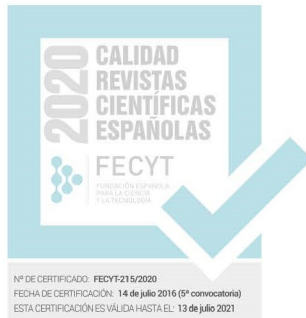 2020
CALIDAD
REVISTAS
CIENTÍFICAS
ESPAÑOLAS
FECYT
FUNDACIÓN ESPAÑOLA
PARA LA CIENCIA
Y LA TECNOLOGÍA
Nº DE CERTIFICADO: FECYT-215/2020
FECHA DE CERTIFICACIÓN: 14 de julio 2016 (5ª convocatoria)
ESTA CERTIFICACIÓN ES VÁLIDA HASTA EL: 13 de julio 2021